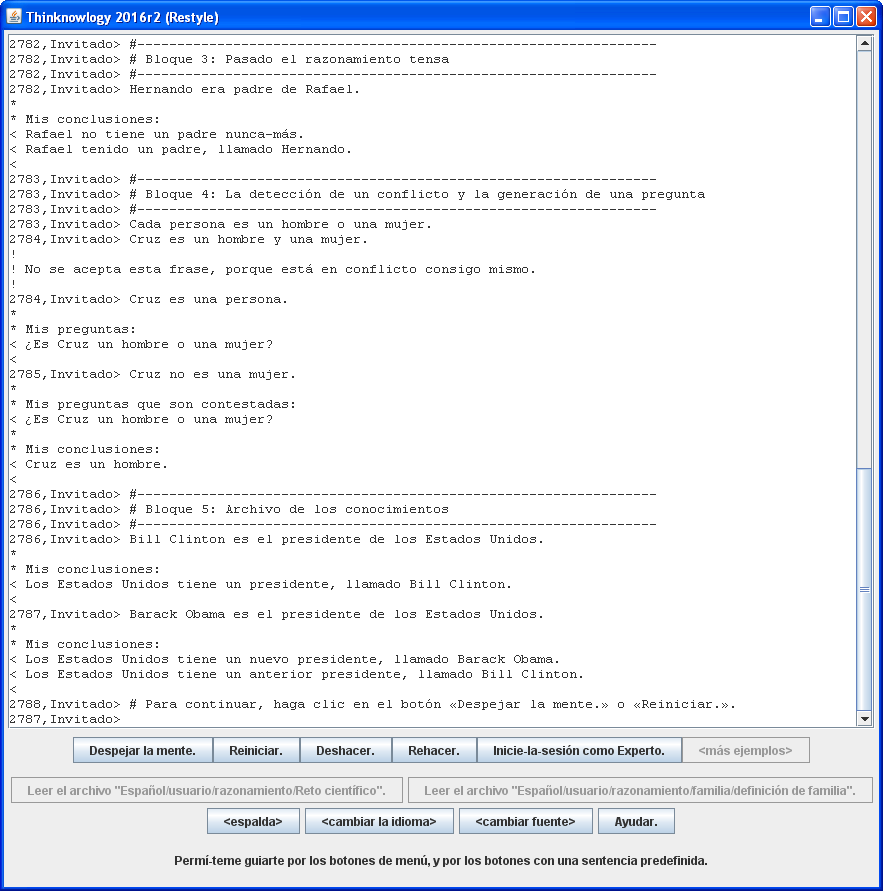 Thinknowlogy 2016r2 (Restyle)
2782,Invitado> #-----------------------------------------------------------------
2782,Invitado> # Bloque 3: Pasado el razonamiento tensa
2782,Invitado> #-----------------------------------------------------------------
2782,Invitado> Hernando era padre de Rafael.
*
* Mis conclusiones:
< Rafael no tiene un padre nunca-más.
< Rafael tenido un padre, llamado Hernando.
<
2783,Invitado> #-----------------------------------------------------------------
2783,Invitado> # Bloque 4: La detección de un conflicto y la generación de una pregunta
2783,Invitado> #-----------------------------------------------------------------
2783,Invitado> Cada persona es un hombre o una mujer.
2784,Invitado> Cruz es un hombre y una mujer.
!
! No se acepta esta frase, porque está en conflicto consigo mismo.
!
2784,Invitado> Cruz es una persona.
*
* Mis preguntas:
< ¿Es Cruz un hombre o una mujer?
<
2785,Invitado> Cruz no es una mujer.
*
* Mis preguntas que son contestadas:
< ¿Es Cruz un hombre o una mujer?
*
* Mis conclusiones:
< Cruz es un hombre.
<
2786,Invitado> #-----------------------------------------------------------------
2786,Invitado> # Bloque 5: Archivo de los conocimientos
2786,Invitado> #-----------------------------------------------------------------
2786,Invitado> Bill Clinton es el presidente de los Estados Unidos.
*
* Mis conclusiones:
< Los Estados Unidos tiene un presidente, llamado Bill Clinton.
<
2787,Invitado> Barack Obama es el presidente de los Estados Unidos.
*
* Mis conclusiones:
< Los Estados Unidos tiene un nuevo presidente, llamado Barack Obama.
< Los Estados Unidos tiene un anterior presidente, llamado Bill Clinton.
<
2788,Invitado> # Para continuar, haga clic en el botón «Despejar la mente.» o «Reiniciar.».
2787,Invitado>
Despejar la mente. Reiniciar. Deshacer. Rehacer. Inicie-la-sesión como Experto. <más ejemplos>
Leer el archivo "Español/usuario/razonamiento/Reto científico". Leer el archivo "Español/usuario/razonamiento/familia/definición de familia".
<espalda> <cambiar la idioma> <cambiar fuente> Ayudar.
Permí-teme guiarte por los botones de menú, y por los botones con una sentencia predefinida.